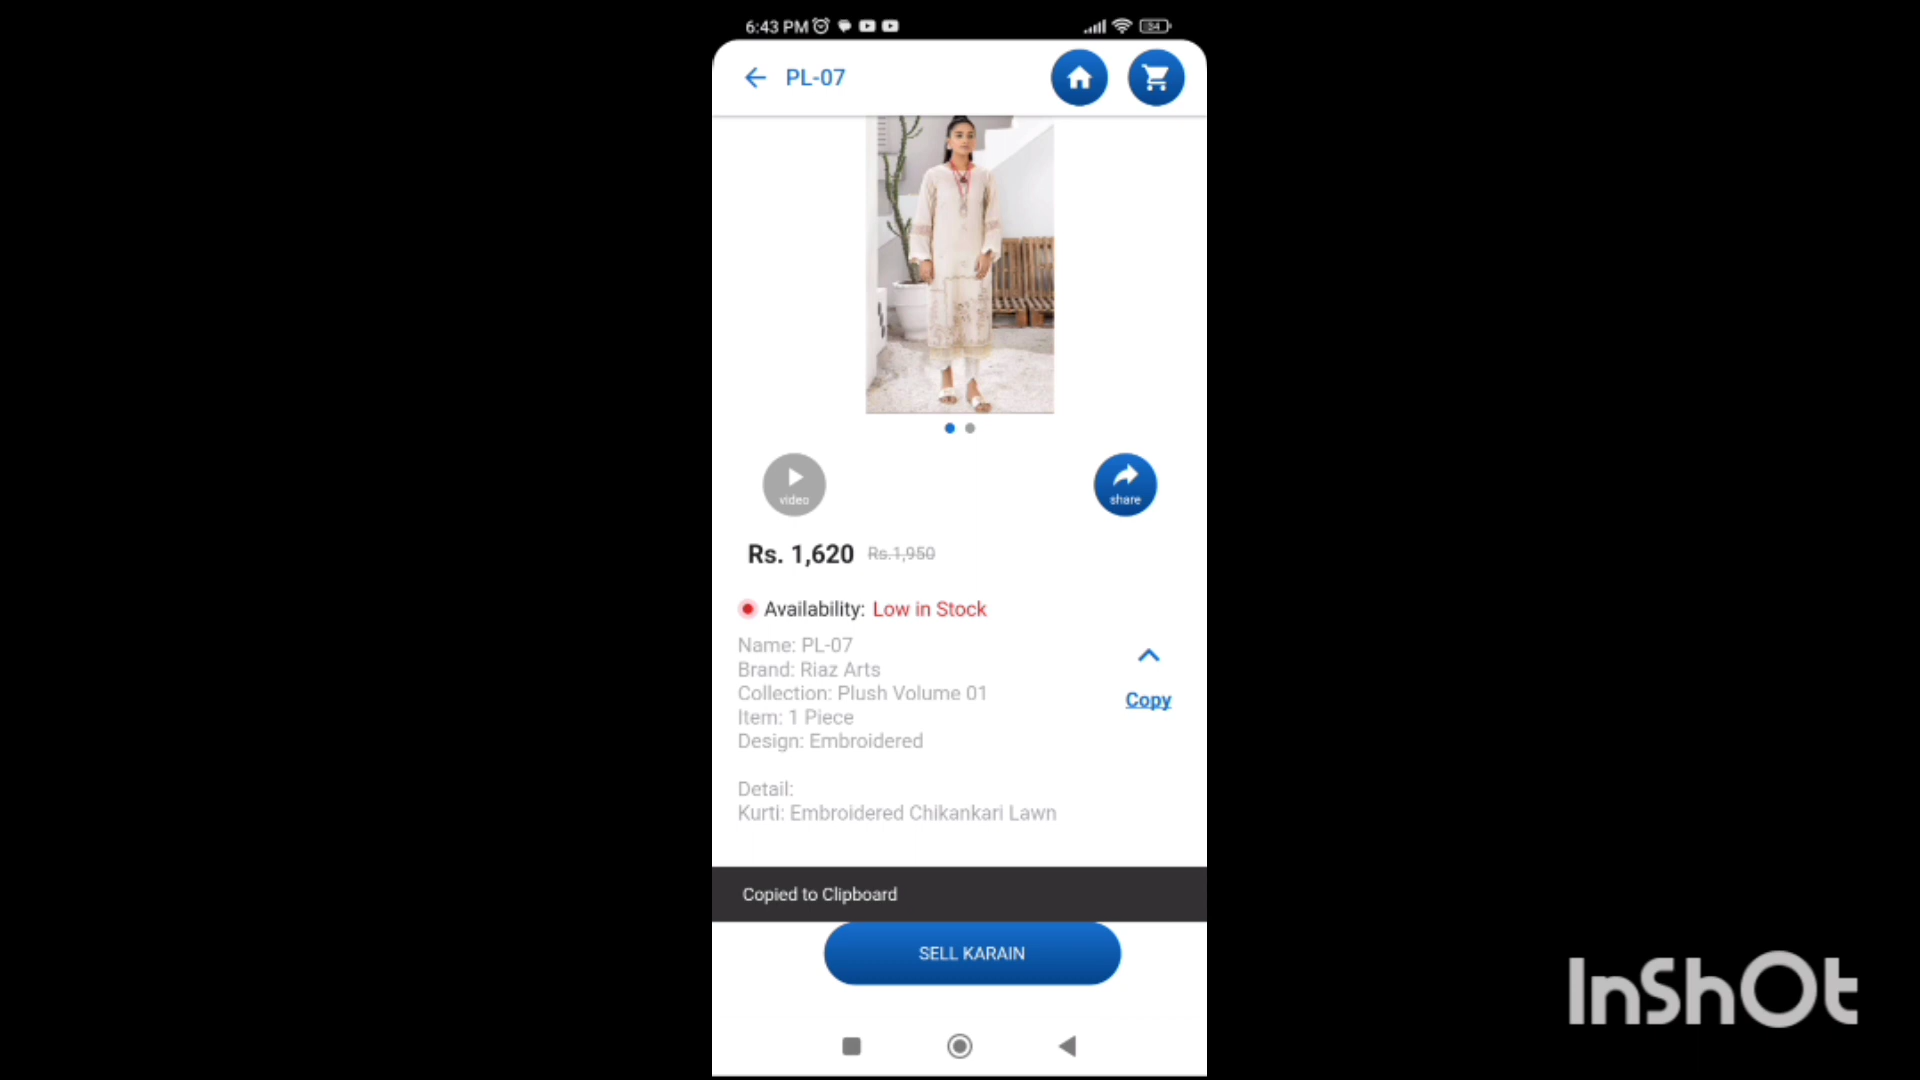 6:43 PM
54
PL-07
video
share
Rs. 1,620 Rs.1,950
Availability: Low in Stock
Name: PL-07
Brand: Riaz Arts
Collection: Plush Volume 01
Item: 1 Piece
Design: Embroidered
Copy
Detail:
Kurti: Embroidered Chikankari Lawn
Copied to Clipboard
SELL KARAIN
InShOt